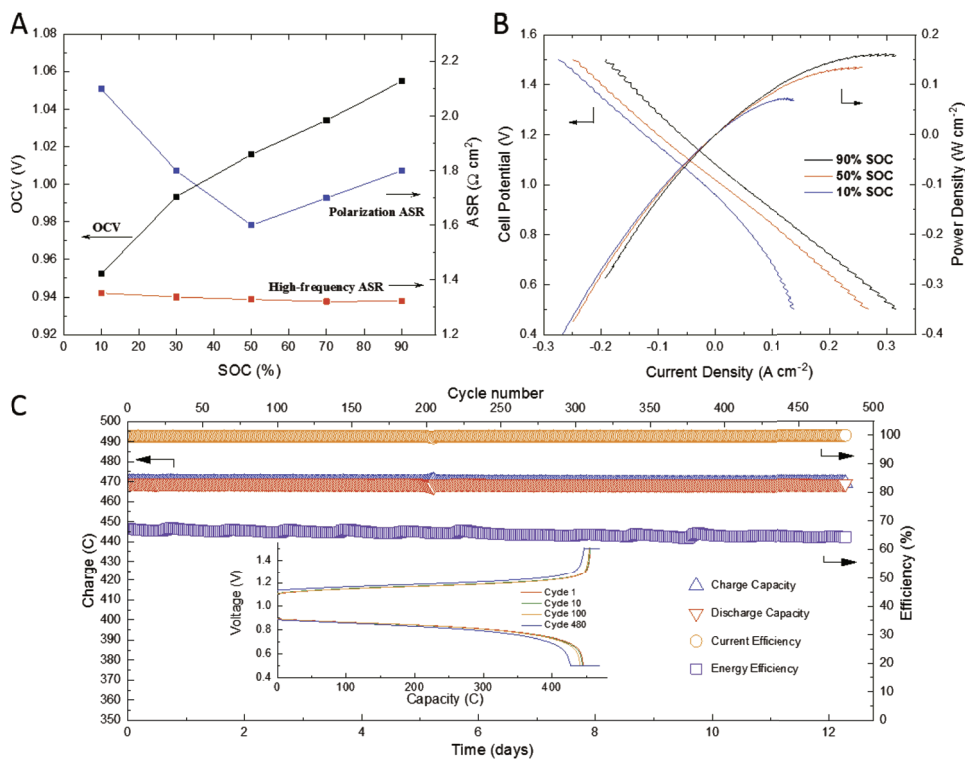 A
OCV (V)
1.08
1.06
1.04
1.02
1.00
0.98
0.96
0.94
0.92
0 10 20 30 40 50 60 70 80 90 100
SOC (%)
2.4
2.2
2.0
1.8
1.6
1.4
1.2
ASR (Ω cm²)
OCV
Polarization ASR
High-frequency ASR
B
Cell Potential (V)
1.6
1.4
1.2
1.0
0.8
0.6
0.4
-0.3 -0.2 -0.1 0.0 0.1 0.2 0.3
Current Density (A cm⁻²)
0.2
0.1
0.0
-0.1
-0.2
-0.3
-0.4
Power Density (W cm⁻²)
90% SOC
50% SOC
10% SOC
C
Cycle number
0 50 100 150 200 250 300 350 400 450 500
Charge (C)
500
490
480
470
460
450
440
430
420
410
400
390
380
370
360
350
0 2 4 6 8 10 12
Time (days)
100
80
60
40
20
0
Efficiency (%)
Voltage (V)
1.4
1.2
1.0
0.8
0.6
0.4
0 100 200 300 400
Capacity (C)
Cycle 1
Cycle 10
Cycle 100
Cycle 480
Charge Capacity
Discharge Capacity
Current Efficiency
Energy Efficiency